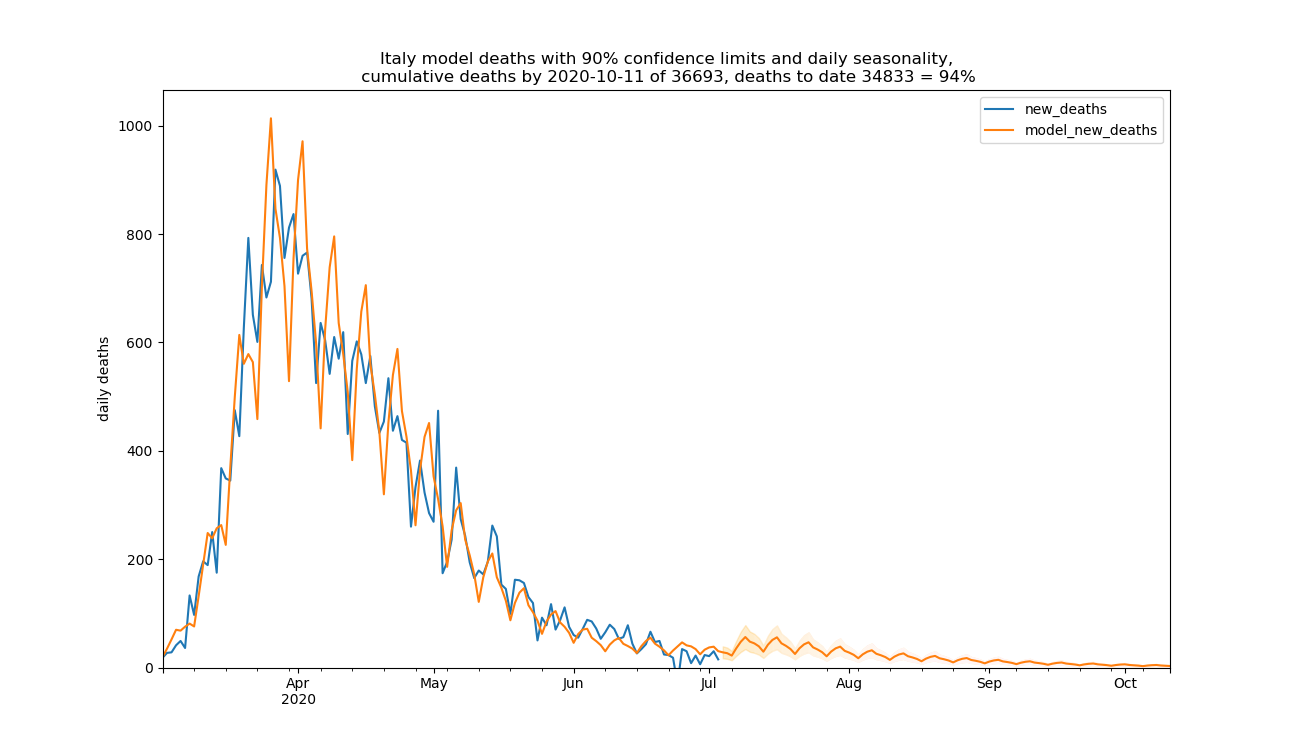 Italy model deaths with 90% confidence limits and daily seasonality,
cumulative deaths by 2020-10-11 of 36693, deaths to date 34833 = 94%
new_deaths
model_new_deaths
1000
800
600
400
200
0
daily deaths
Apr May Jun Jul Aug Sep Oct
2020